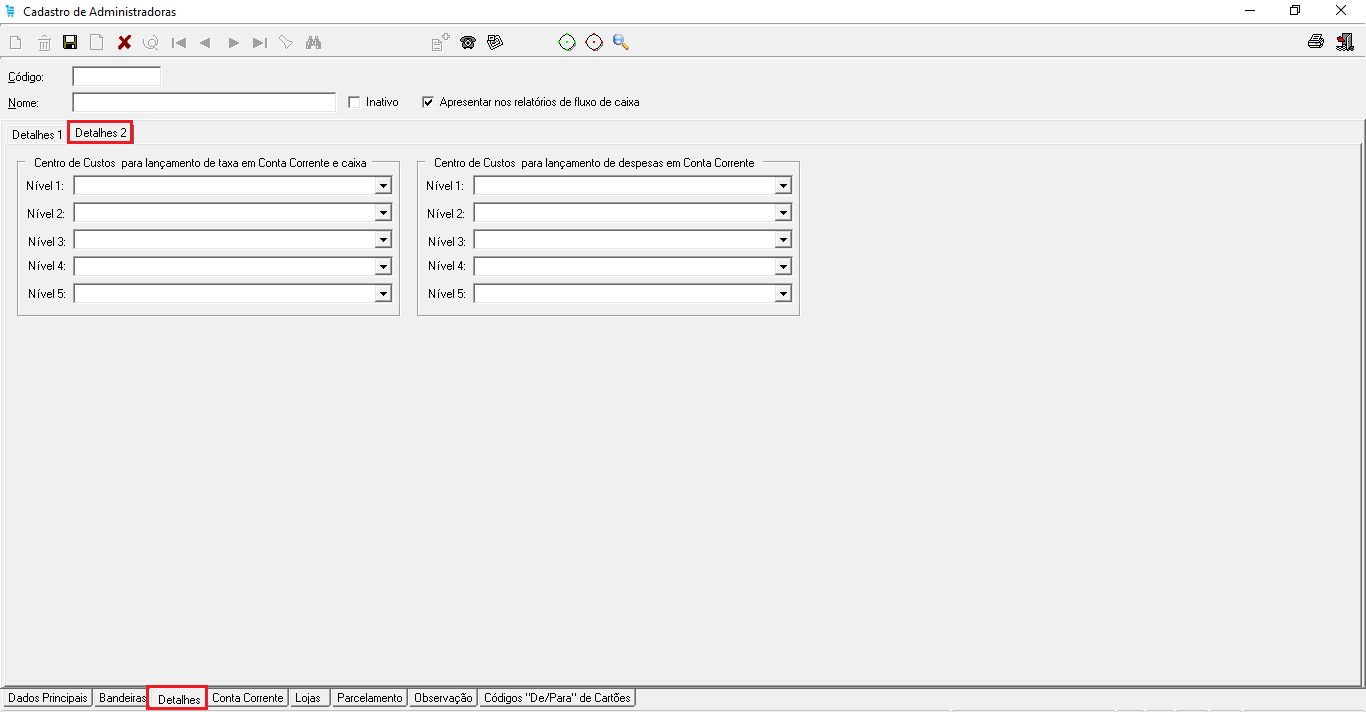 Cadastro de Administradoras
Código:
Nome:
Inativo
Apresentar nos relatórios de fluxo de caixa
Detalhes 1
Detalhes 2
Centro de Custos para lançamento de taxa em Conta Corrente e caixa
Nível 1:
Nível 2:
Nível 3:
Nível 4:
Nível 5:
Centro de Custos para lançamento de despesas em Conta Corrente
Nível 1:
Nível 2:
Nível 3:
Nível 4:
Nível 5:
Dados Principais
Bandeiras
Detalhes
Conta Corrente
Lojas
Parcelamento
Observação
Códigos "De/Para" de Cartões